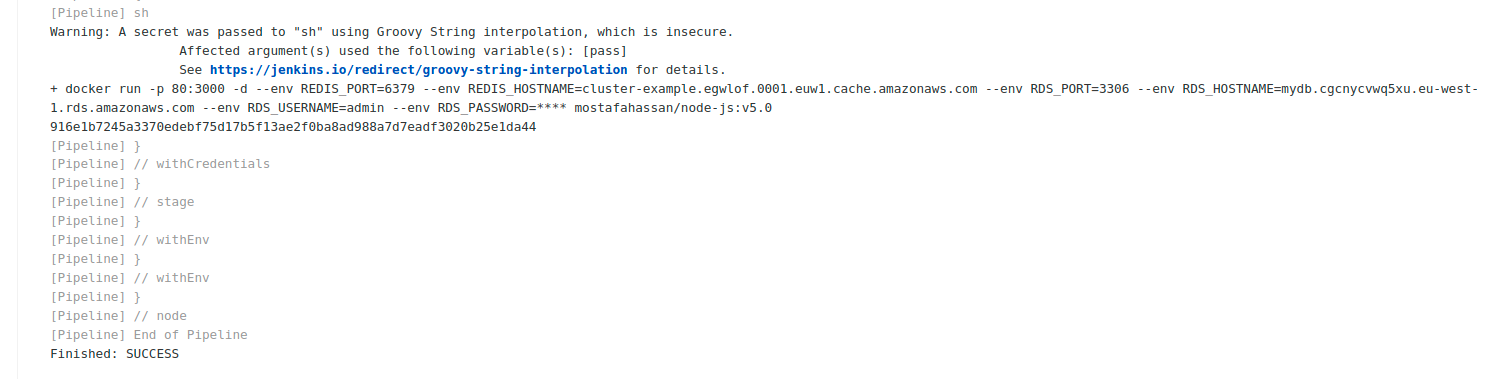 [Pipeline] sh
Warning: A secret was passed to "sh" using Groovy String interpolation, which is insecure.
Affected argument(s) used the following variable(s): [pass]
See https://jenkins.io/redirect/groovy-string-interpolation for details.
+ docker run -p 80:3000 -d --env REDIS_PORT=6379 --env REDIS_HOSTNAME=cluster-example.egwlof.0001.euw1.cache.amazonaws.com --env RDS_PORT=3306 --env RDS_HOSTNAME=mydb.cgcnycvwq5xu.eu-west-
1.rds.amazonaws.com --env RDS_USERNAME=admin --env RDS_PASSWORD=**** mostafahassan/node-js:v5.0
916e1b7245a3370edebf75d17b5f13ae2f0ba8ad988a7d7eadf3020b25e1da44
[Pipeline] }
[Pipeline] // withCredentials
[Pipeline] }
[Pipeline] // stage
[Pipeline] }
[Pipeline] // withEnv
[Pipeline] }
[Pipeline] // withEnv
[Pipeline] }
[Pipeline] // node
[Pipeline] End of Pipeline
Finished: SUCCESS